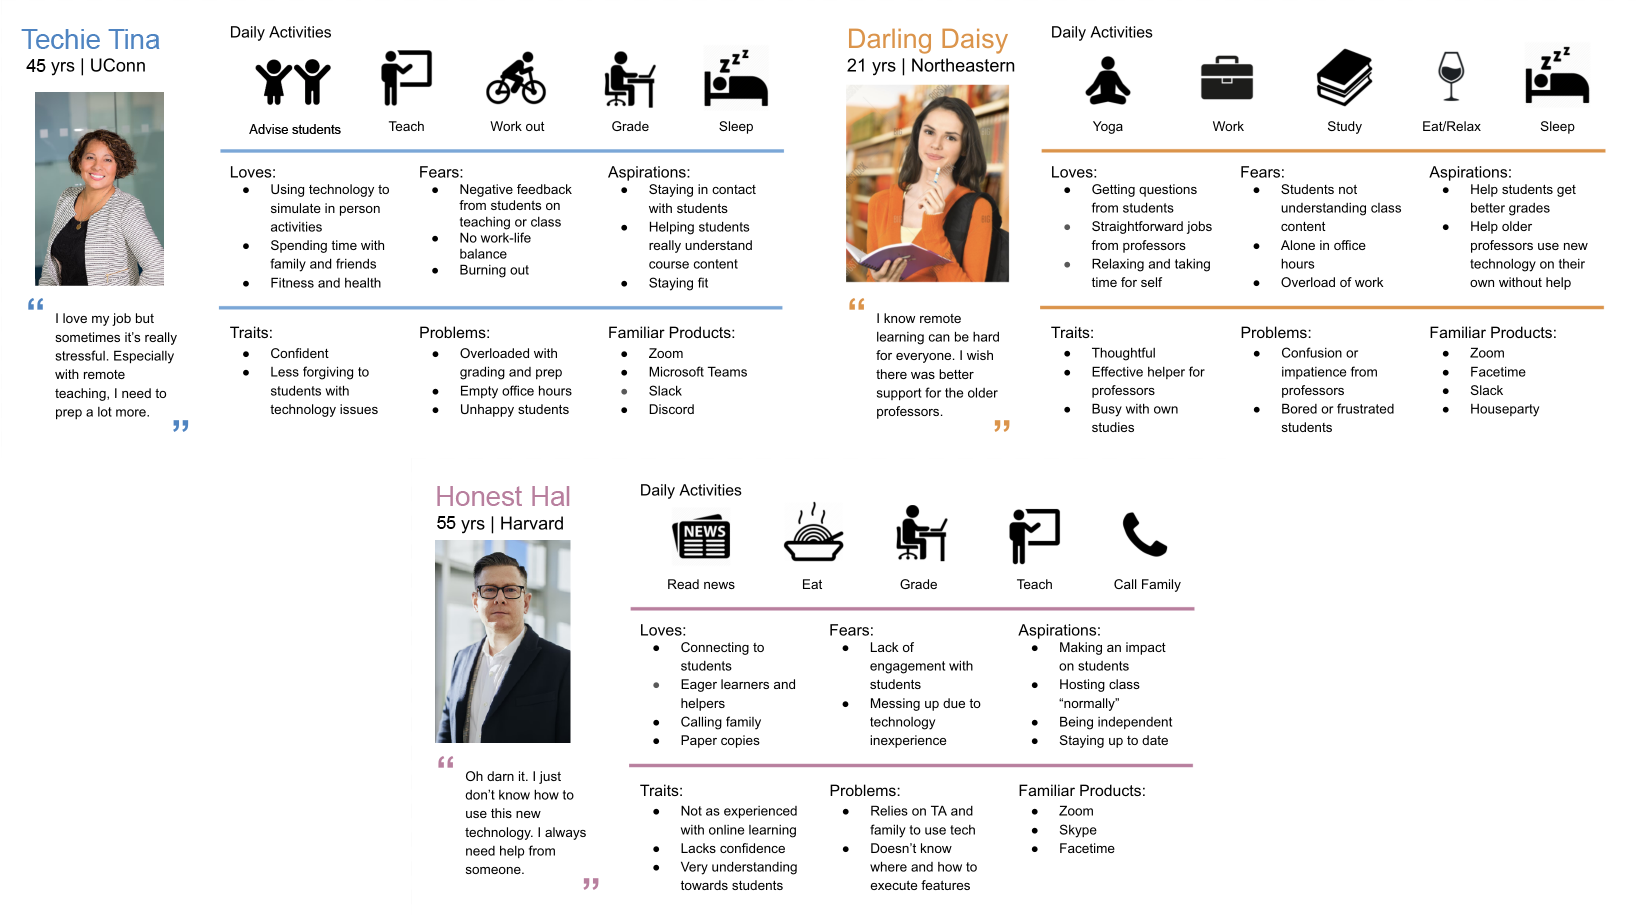 Techie Tina
45 yrs | UConn
Daily Activities
Advise students
Teach
Work out
Grade
Sleep
Loves:
● Using technology to
simulate in person
activities
● Spending time with
family and friends
● Fitness and health
Fears:
● Negative feedback
from students on
teaching or class
● No work-life
balance
● Burning out
Aspirations:
● Staying in contact
with students
● Helping students
really understand
course content
● Staying fit
“
I love my job but
sometimes it’s really
stressful. Especially
with remote
teaching, I need to
prep a lot more.
”
Traits:
● Confident
● Less forgiving to
students with
technology issues
Problems:
● Overloaded with
grading and prep
● Empty office hours
● Unhappy students
Familiar Products:
● Zoom
● Microsoft Teams
● Slack
● Discord
Darling Daisy
21 yrs | Northeastern
Daily Activities
Yoga
Work
Study
Eat/Relax
Sleep
Loves:
● Getting questions
from students
● Straightforward jobs
from professors
● Relaxing and taking
time for self
Fears:
● Students not
understanding class
content
● Alone in office
hours
● Overload of work
Aspirations:
● Help students get
better grades
● Help older
professors use new
technology on their
own without help
“
I know remote
learning can be hard
for everyone. I wish
there was better
support for the older
professors.
”
Traits:
● Thoughtful
● Effective helper for
professors
● Busy with own
studies
Problems:
● Confusion or
impatience from
professors
● Bored or frustrated
students
Familiar Products:
● Zoom
● Facetime
● Slack
● Houseparty
Honest Hal
55 yrs | Harvard
Daily Activities
NEWS
Read news
Eat
Grade
Teach
Call Family
Loves:
● Connecting to
students
● Eager learners and
helpers
● Calling family
● Paper copies
Fears:
● Lack of
engagement with
students
● Messing up due to
technology
inexperience
Aspirations:
● Making an impact
on students
● Hosting class
“normally”
● Being independent
● Staying up to date
“
Oh darn it. I just
don’t know how to
use this new
technology. I always
need help from
someone.
”
Traits:
● Not as experienced
with online learning
● Lacks confidence
● Very understanding
towards students
Problems:
● Relies on TA and
family to use tech
● Doesn’t know
where and how to
execute features
Familiar Products:
● Zoom
● Skype
● Facetime